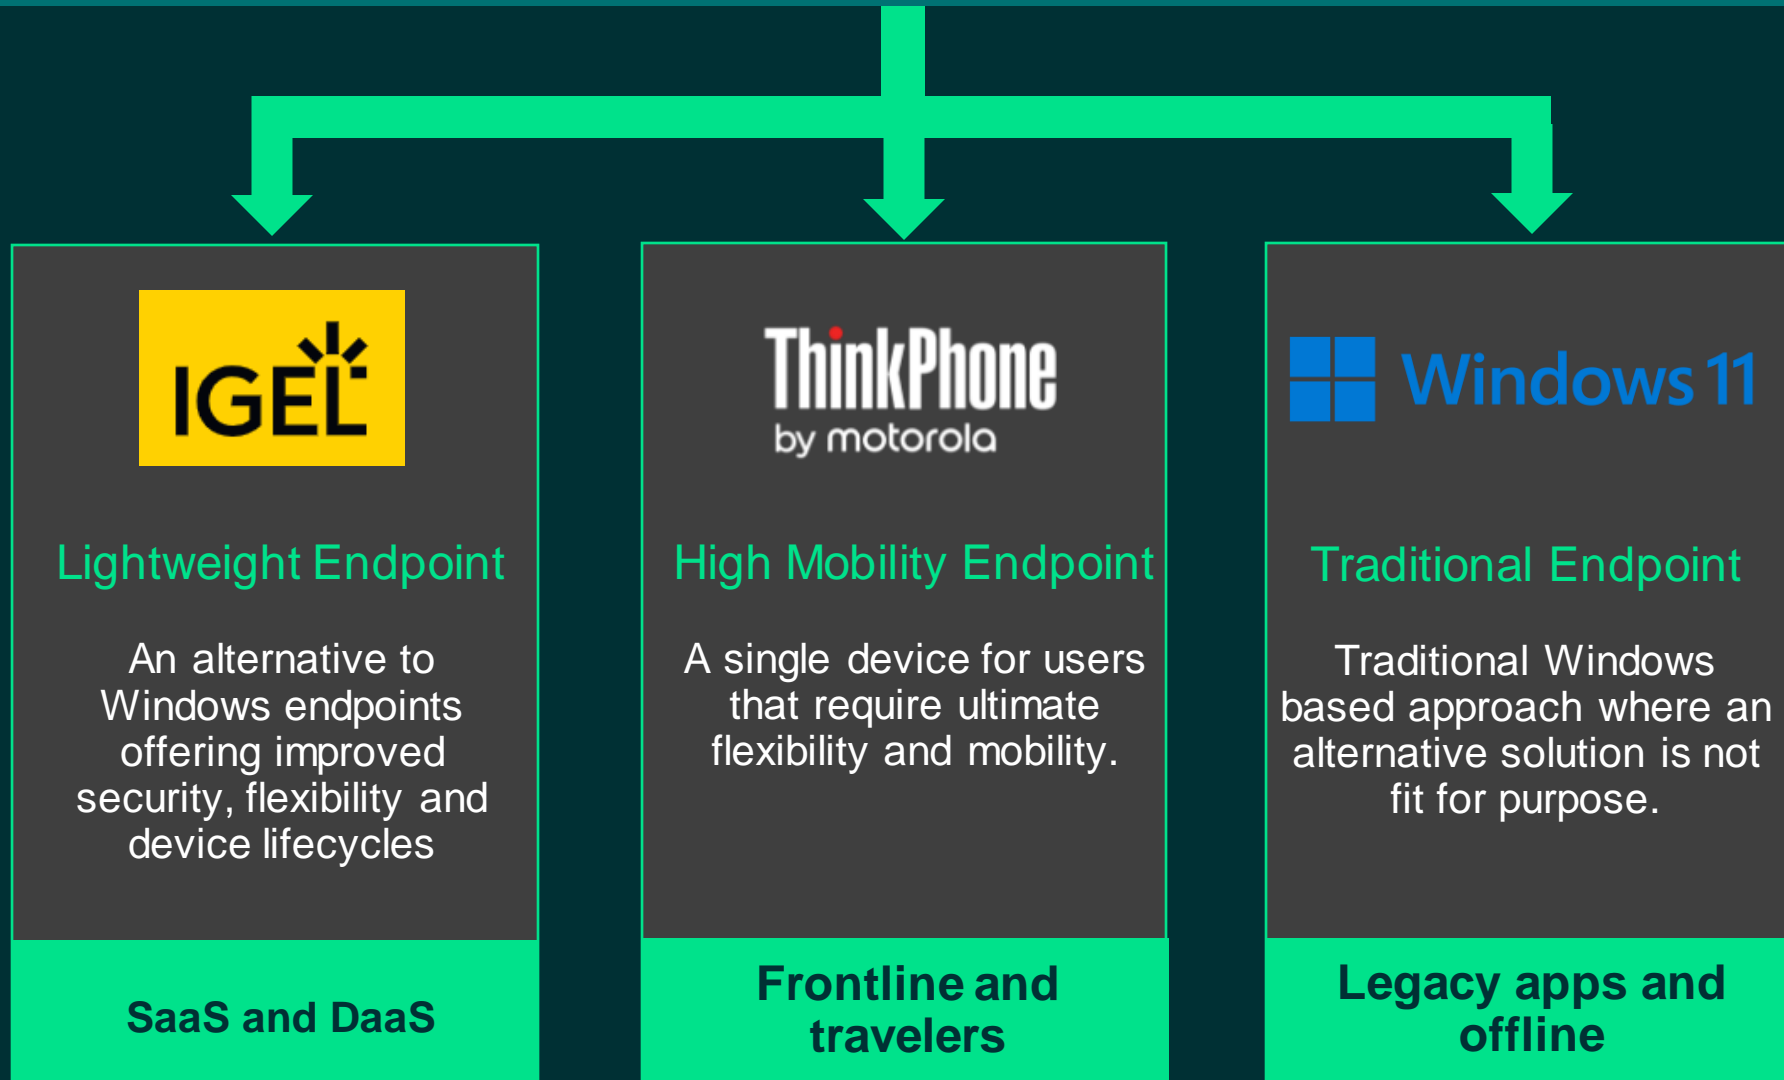 IGEL
Lightweight Endpoint
An alternative to
Windows endpoints
offering improved
security, flexibility and
device lifecycles
SaaS and DaaS
ThinkPhone
by motorola
High Mobility Endpoint
A single device for users
that require ultimate
flexibility and mobility.
Frontline and
travelers
Windows 11
Traditional Endpoint
Traditional Windows
based approach where an
alternative solution is not
fit for purpose.
Legacy apps and
offline